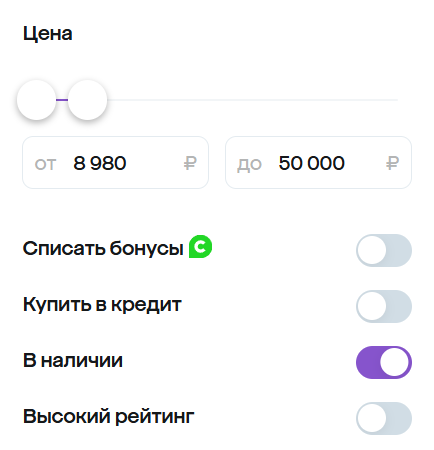 Цена
от 8 980 ₽ до 50 000 ₽
Списать бонусы
Купить в кредит
В наличии
Высокий рейтинг